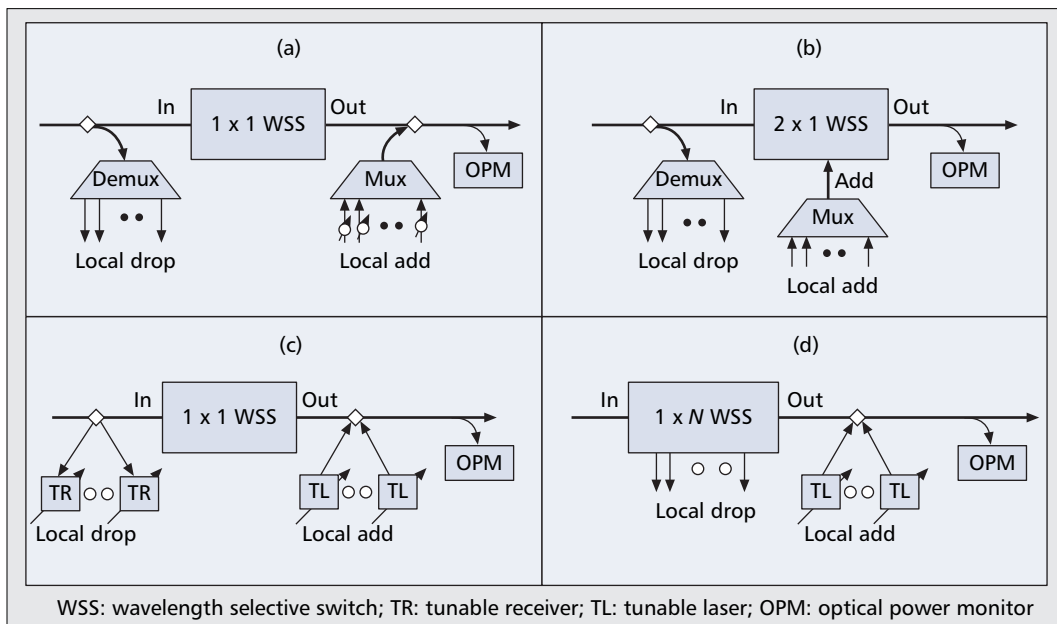 (a)
In
1 x 1 WSS
Out
Demux
Mux
OPM
Local drop
Local add
(b)
In
2 x 1 WSS
Out
Demux
Add
OPM
Mux
Local drop
Local add
(c)
In
1 x 1 WSS
Out
TR
TR
TL
TL
OPM
Local drop
Local add
(d)
In
1 x N WSS
Out
TL
TL
OPM
Local drop
Local add
WSS: wavelength selective switch; TR: tunable receiver; TL: tunable laser; OPM: optical power monitor